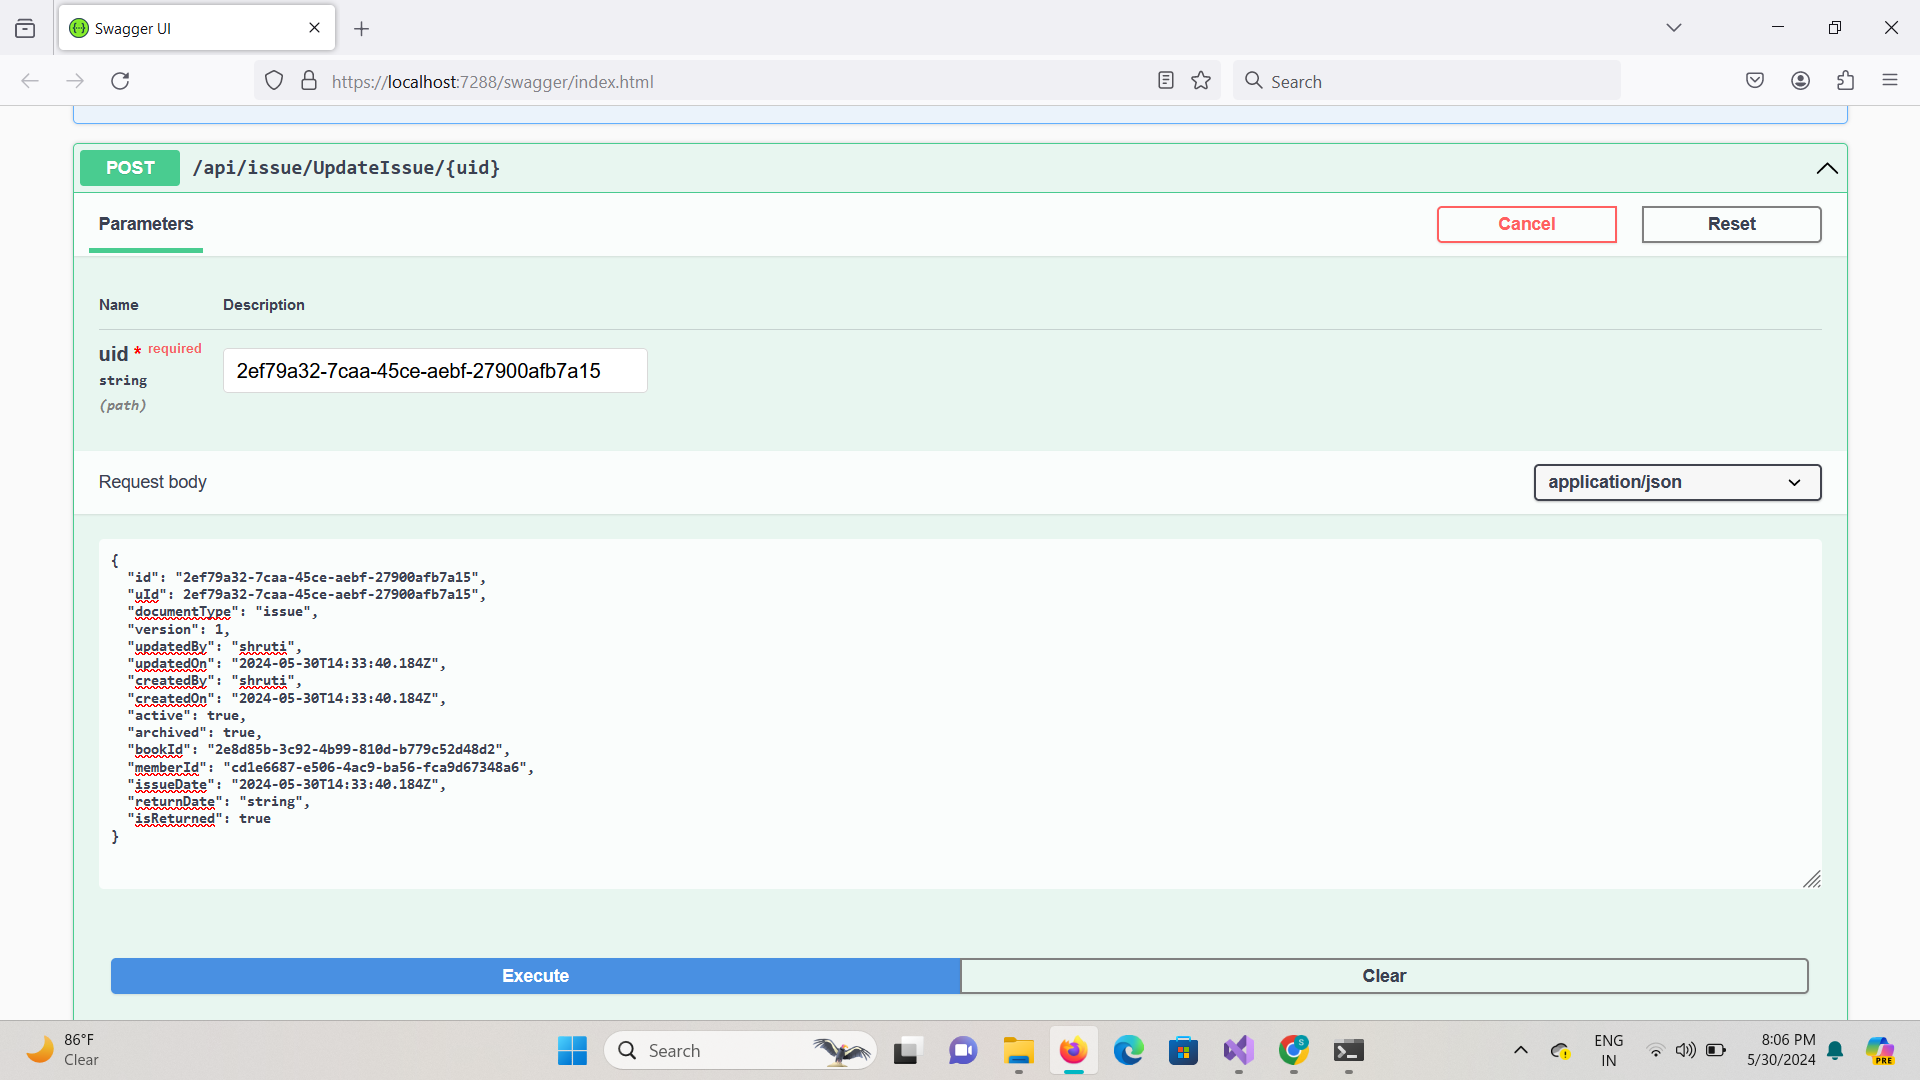 Swagger UI
https://localhost:7288/swagger/index.html
Search
POST /api/issue/UpdateIssue/{uid}
Parameters
Cancel
Reset
Name Description
uid * required
string
(path)
2ef79a32-7caa-45ce-aebf-27900afb7a15
Request body
application/json
{
"id": "2ef79a32-7caa-45ce-aebf-27900afb7a15",
"uId": 2ef79a32-7caa-45ce-aebf-27900afb7a15",
"documentType": "issue",
"version": 1,
"updatedBy": "shruti",
"updatedOn": "2024-05-30T14:33:40.184Z",
"createdBy": "shruti",
"createdOn": "2024-05-30T14:33:40.184Z",
"active": true,
"archived": true,
"bookId": "2e8d85b-3c92-4b99-810d-b779c52d48d2",
"memberId": "cd1e6687-e506-4ac9-ba56-fca9d67348a6",
"issueDate": "2024-05-30T14:33:40.184Z",
"returnDate": "string",
"isReturned": true
}
Execute
Clear
86°F
Clear
Search
S
ENG
IN
8:06 PM
5/30/2024
PRE